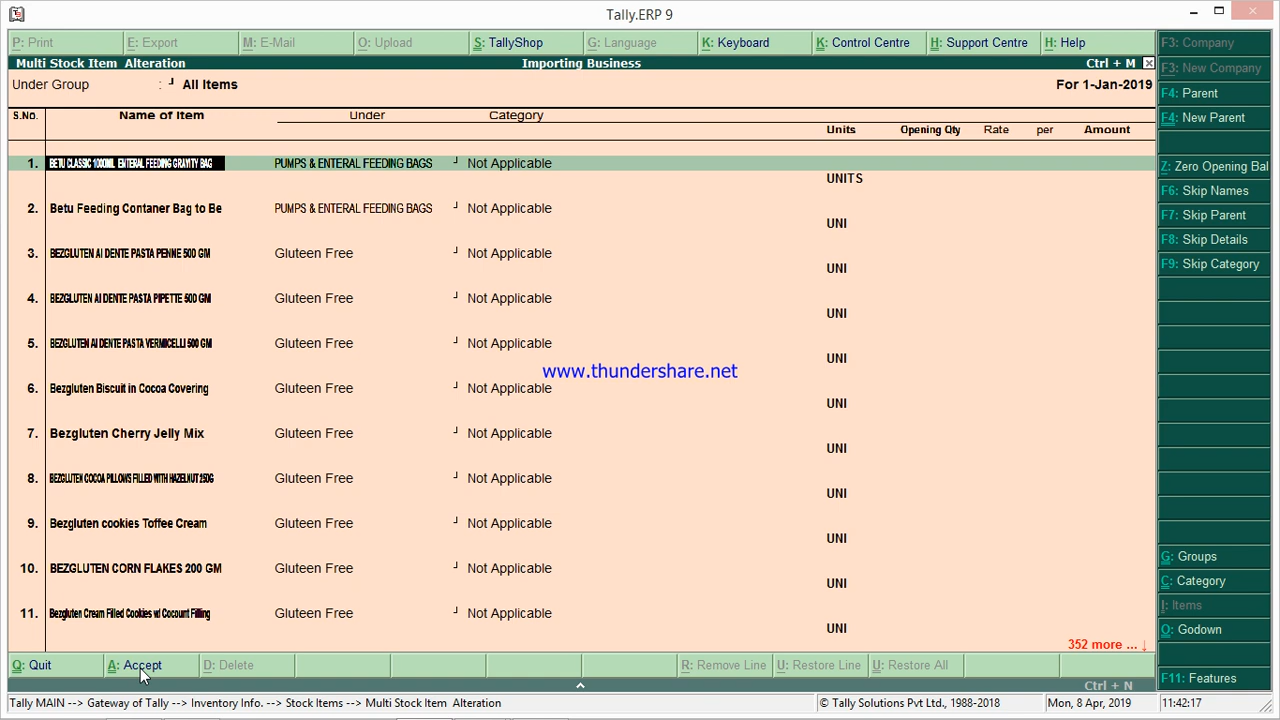 Tally.ERP 9
P: Print E: Export M: E-Mail O: Upload S: TallyShop G: Language K: Keyboard K: Control Centre H: Support Centre H: Help F3: Company
Multi Stock Item Alteration Importing Business Ctrl + M
F3: New Company
Under Group : All Items For 1-Jan-2019
F4: Parent
S.No. Name of Item Under Category
F4: New Parent
Units Opening Qty Rate per Amount
1. BETU CLASSIC 1000ML ENTERAL FEEDING GRAVITY BAG PUMPS & ENTERAL FEEDING BAGS Not Applicable
Z: Zero Opening Bal
UNITS
F6: Skip Names
2. Betu Feeding Contaner Bag to Be PUMPS & ENTERAL FEEDING BAGS Not Applicable
F7: Skip Parent
UNI
F8: Skip Details
3. BEZGLUTEN Al DENTE PASTA PENNE 500 GM Gluteen Free Not Applicable
F9: Skip Category
UNI
4. BEZGLUTEN Al DENTE PASTA PIPETTE 500 GM Gluteen Free Not Applicable
UNI
5. BEZGLUTEN Al DENTE PASTA VERMICELLI 500 GM Gluteen Free Not Applicable
UNI
www.thundershare.net
6. Bezgluten Biscuit in Cocoa Covering Gluteen Free Not Applicable
UNI
7. Bezgluten Cherry Jelly Mix Gluteen Free Not Applicable
UNI
8. BEZGLUTEN COCOA PILLOWS FILLED WITH HAZELNUT 250G Gluteen Free Not Applicable
UNI
9. Bezgluten cookies Toffee Cream Gluteen Free Not Applicable
UNI
G: Groups
10. BEZGLUTEN CORN FLAKES 200 GM Gluteen Free Not Applicable
C: Category
UNI
I: Items
11. Bezgluten Cream Filled Cookies wd Cocount Filling Gluteen Free Not Applicable
O: Godown
UNI
352 more ... ↓
Q: Quit A: Accept D: Delete R: Remove Line U: Restore Line U: Restore All
F11: Features
Ctrl + N
Tally MAIN --> Gateway of Tally --> Inventory Info. --> Stock Items --> Multi Stock Item Alteration © Tally Solutions Pvt Ltd., 1988-2018 Mon, 8 Apr, 2019 11:42:17